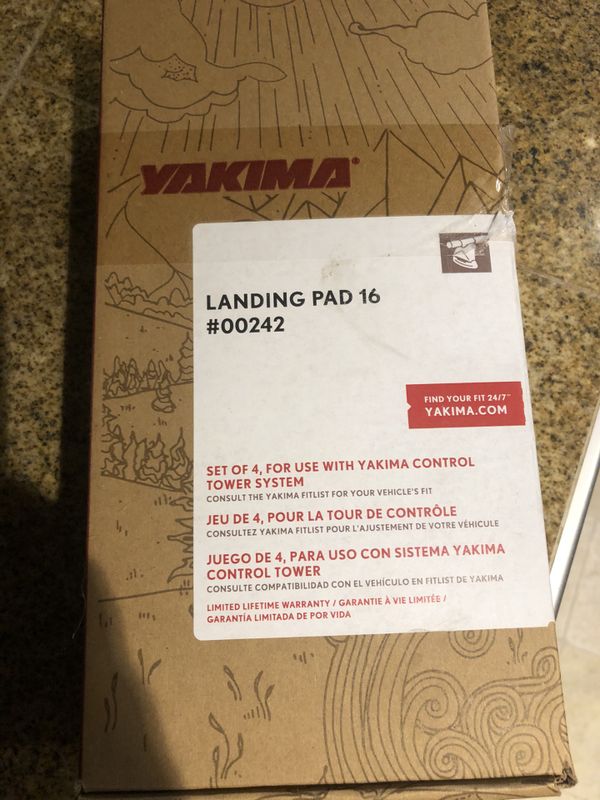 YAKIMA
LANDING PAD 16
#00242
FIND YOUR FIT 24/7™
YAKIMA.COM
SET OF 4, FOR USE WITH YAKIMA CONTROL
TOWER SYSTEM
CONSULT THE YAKIMA FITLIST FOR YOUR VEHICLE'S FIT
JEU DE 4, POUR LA TOUR DE CONTRÔLE
CONSULTEZ YAKIMA FITLIST POUR L'AJUSTEMENT DE VOTRE VÉHICULE
JUEGO DE 4, PARA USO CON SISTEMA YAKIMA
CONTROL TOWER
CONSULTE COMPATIBILIDAD CON EL VEHÍCULO EN FITLIST DE YAKIMA
LIMITED LIFETIME WARRANTY / GARANTIE À VIE LIMITÉE /
GARANTÍA LIMITADA DE POR VIDA